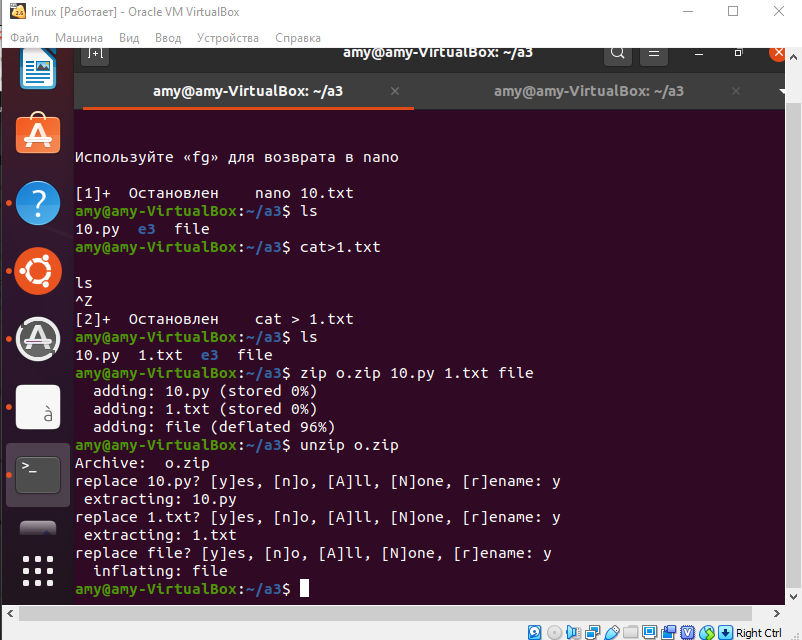 linux [Работает] - Oracle VM VirtualBox
Файл Машина Вид Ввод Устройства Справка
amy@amy-VirtualBox: ~/a3
amy@amy-VirtualBox: ~/a3 amy@amy-VirtualBox: ~/a3
Используйте «fg» для возврата в nano
[1]+  Остановлен    nano 10.txt
amy@amy-VirtualBox:~/a3$ ls
10.py  e3  file
amy@amy-VirtualBox:~/a3$ cat>1.txt
ls
^Z
[2]+  Остановлен    cat > 1.txt
amy@amy-VirtualBox:~/a3$ ls
10.py  1.txt  e3  file
amy@amy-VirtualBox:~/a3$ zip o.zip 10.py 1.txt file
  adding: 10.py (stored 0%)
  adding: 1.txt (stored 0%)
  adding: file (deflated 96%)
amy@amy-VirtualBox:~/a3$ unzip o.zip
Archive:  o.zip
replace 10.py? [y]es, [n]o, [A]ll, [N]one, [r]ename: y
 extracting: 10.py
replace 1.txt? [y]es, [n]o, [A]ll, [N]one, [r]ename: y
 extracting: 1.txt
replace file? [y]es, [n]o, [A]ll, [N]one, [r]ename: y
  inflating: file
amy@amy-VirtualBox:~/a3$
à
>_
Right Ctrl